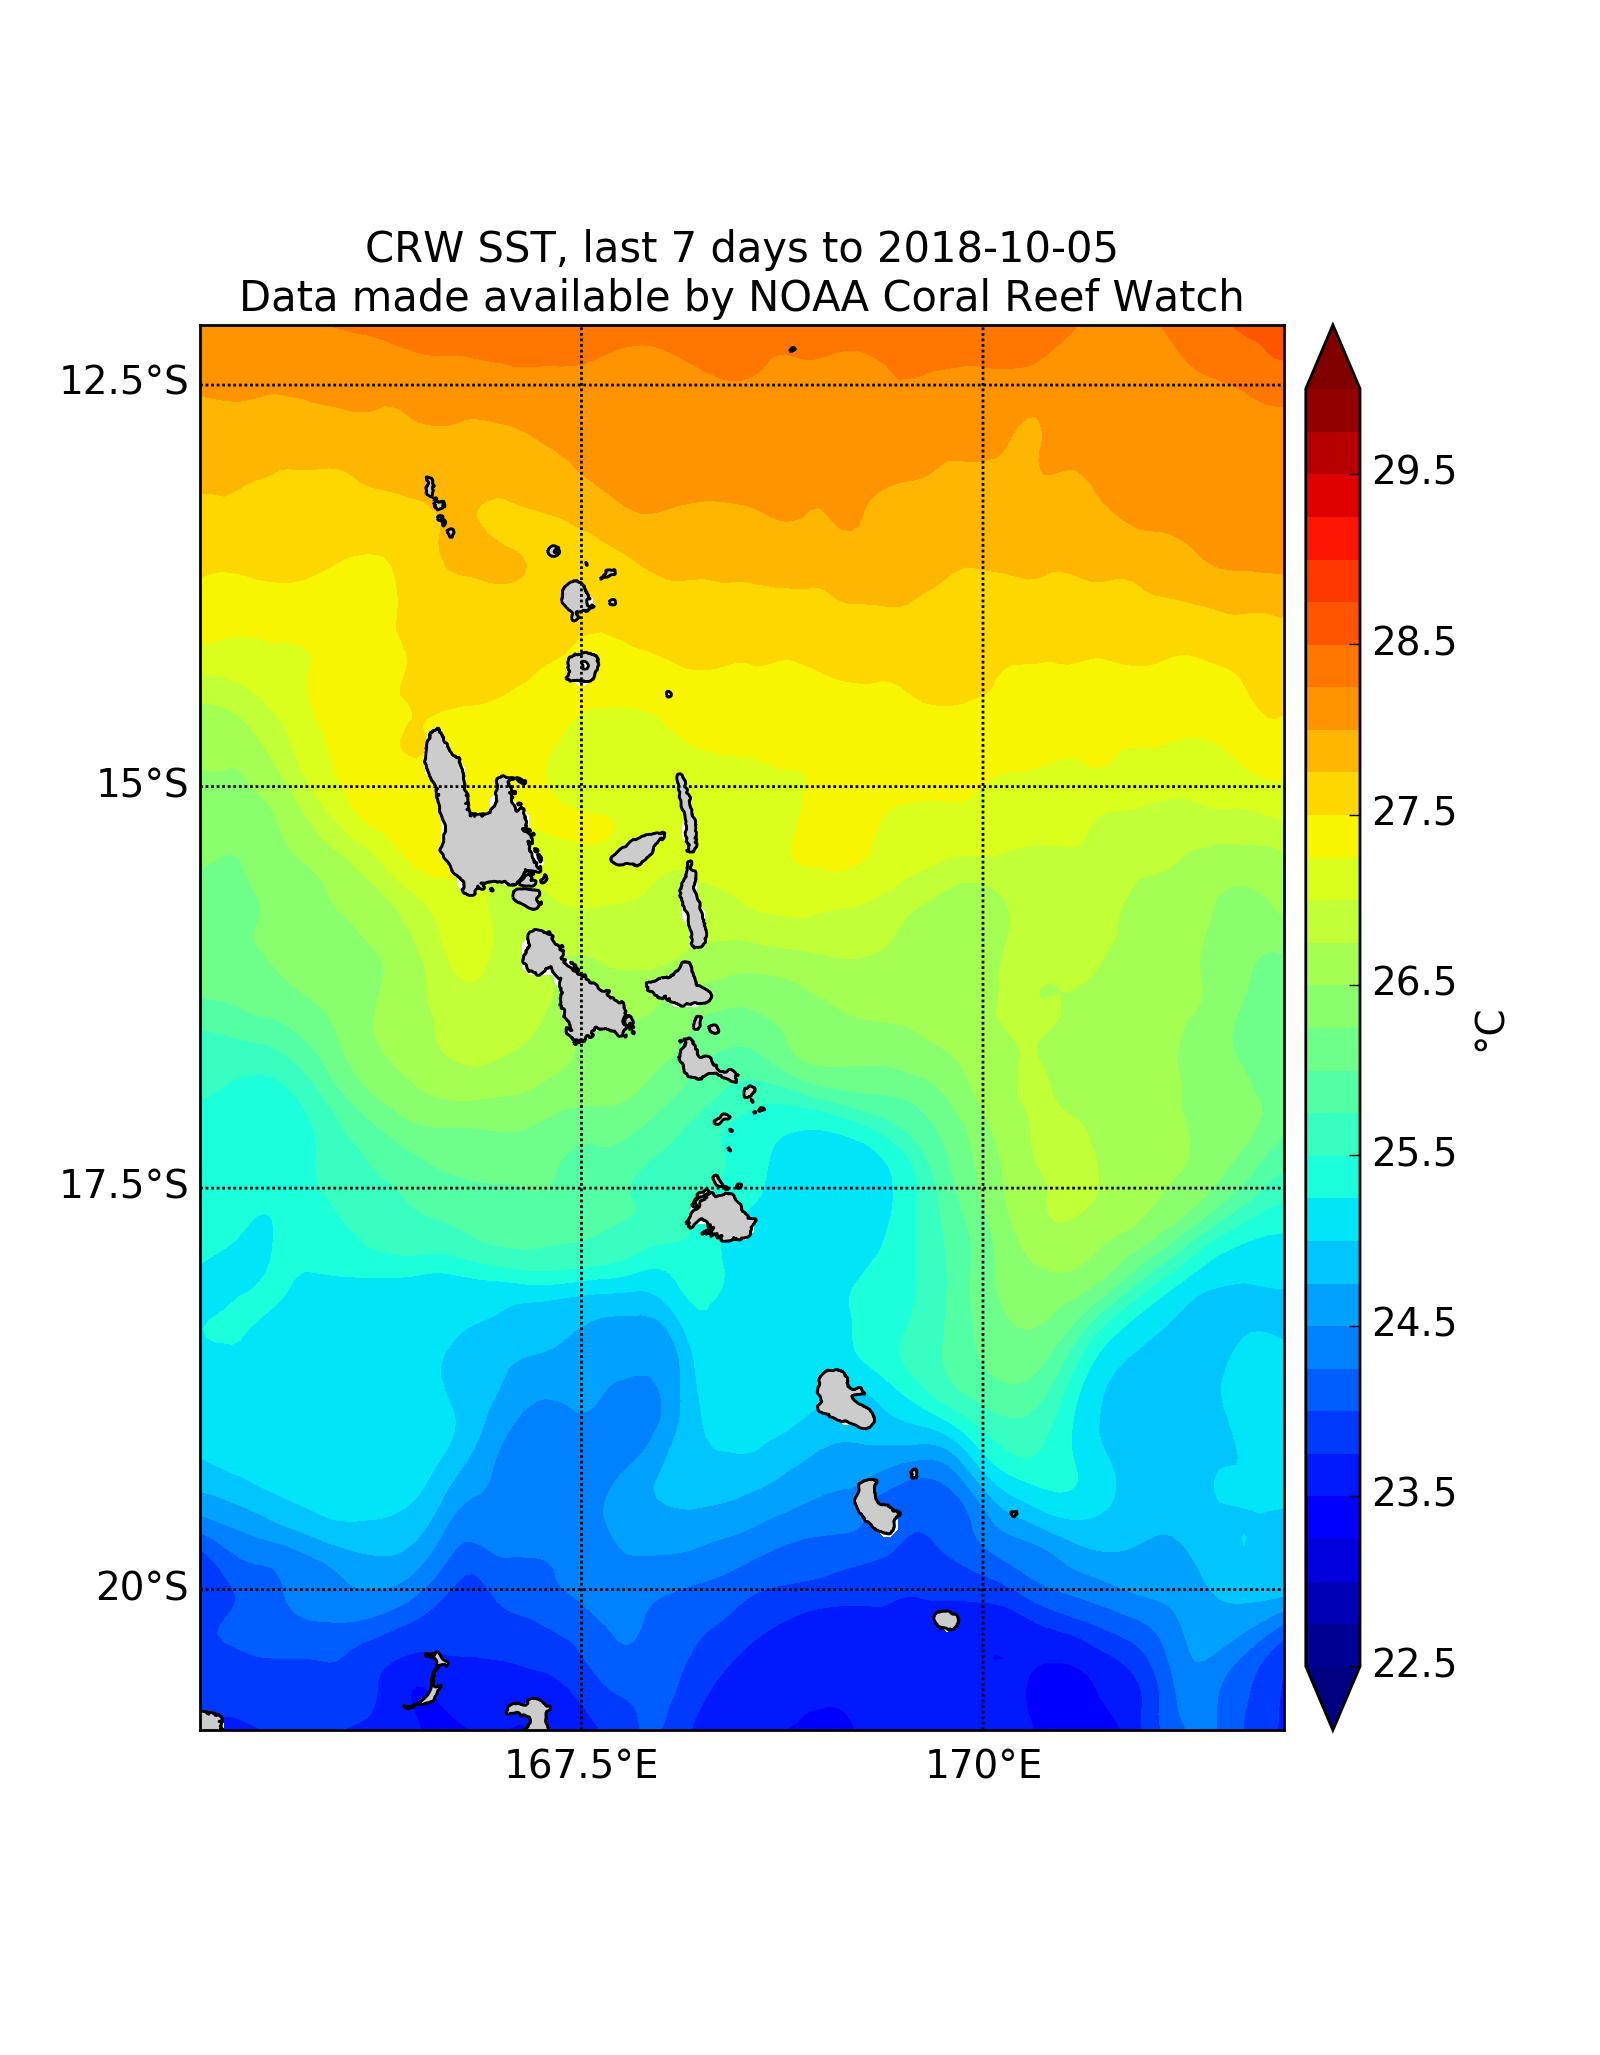 CRW SST, last 7 days to 2018-10-05
Data made available by NOAA Coral Reef Watch
12.5°S
15°S
17.5°S
20°S
167.5°E
170°E
29.5
28.5
27.5
26.5
25.5
24.5
23.5
22.5
°C